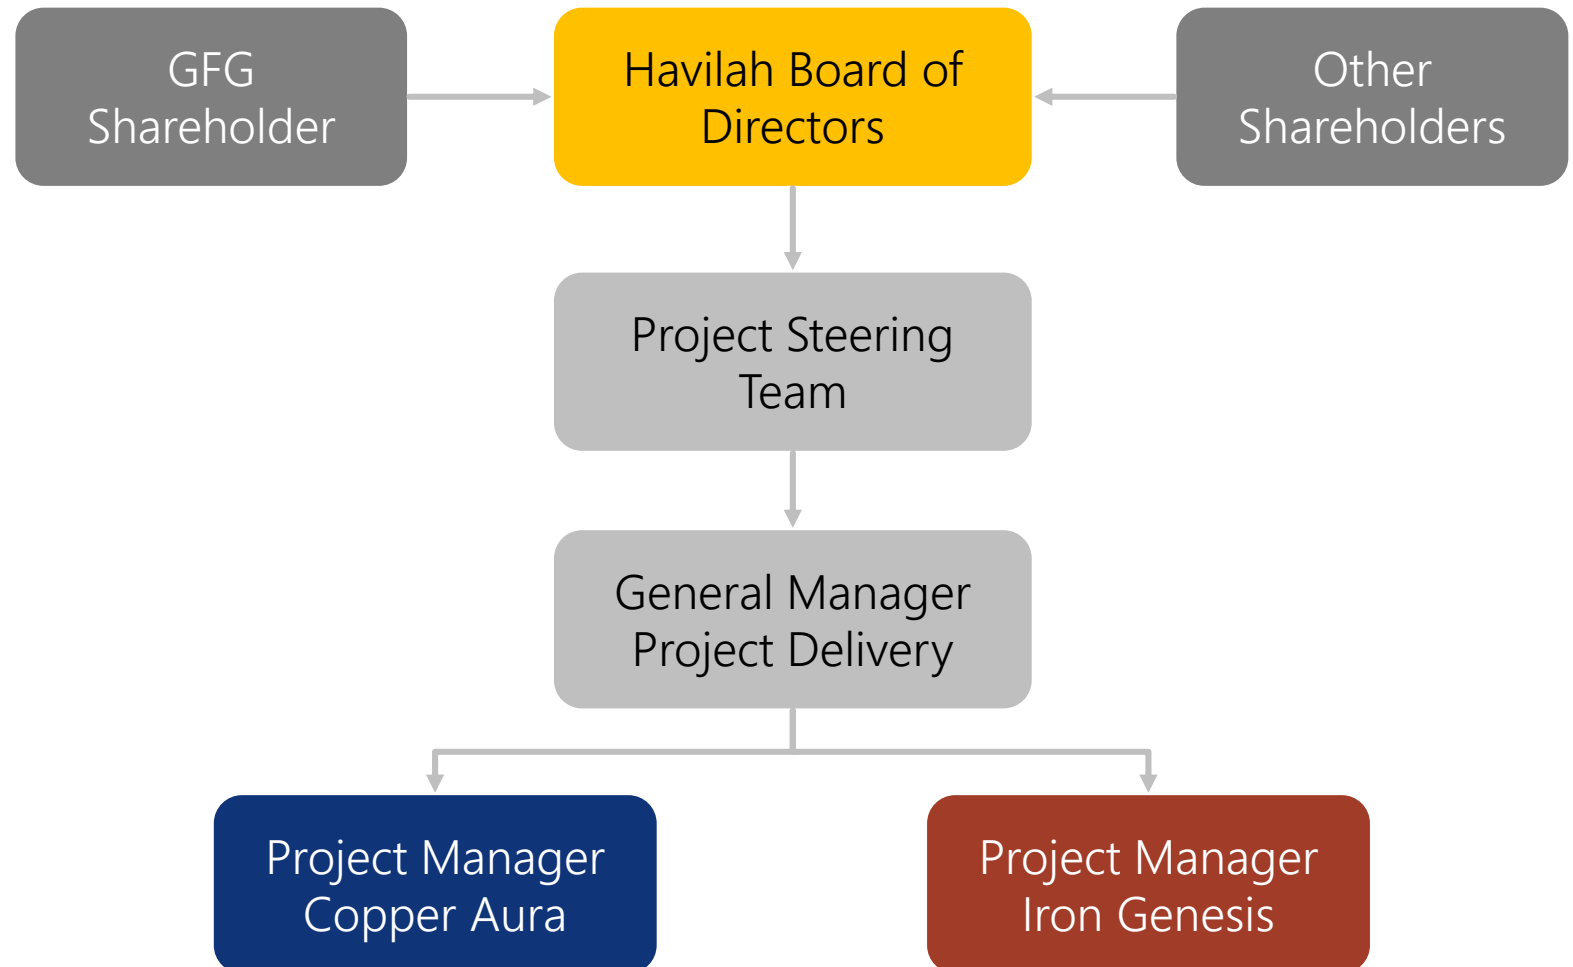 GFG
Shareholder
Havilah Board of
Directors
Other
Shareholders
Project Steering
Team
General Manager
Project Delivery
Project Manager
Copper Aura
Project Manager
Iron Genesis